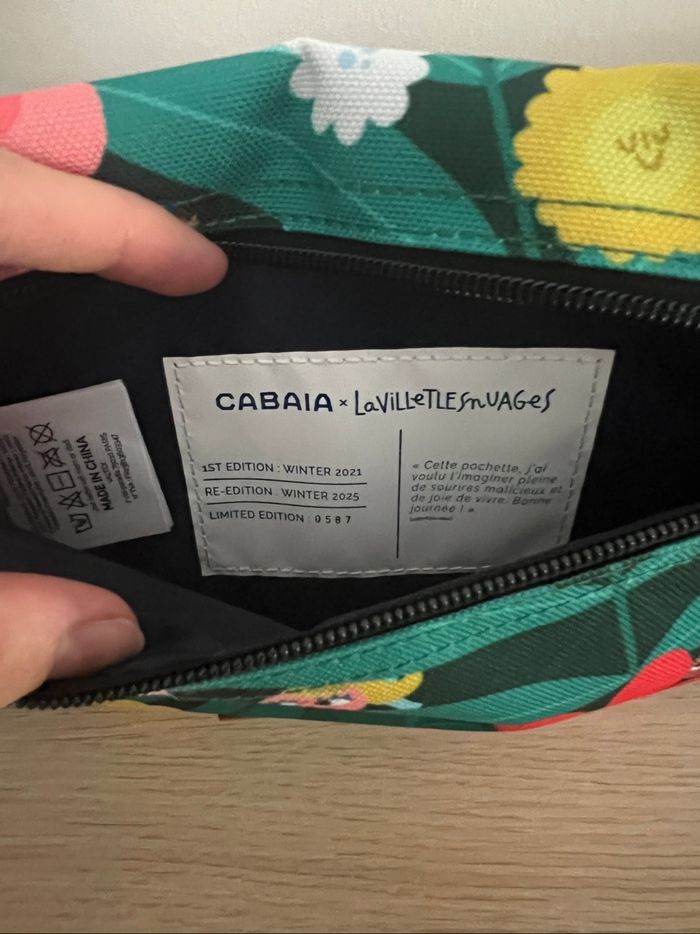 CABAIA × LaViLLeTLEsnUAGes
1ST EDITION : WINTER 2021
RE-EDITION : WINTER 2025
LIMITED EDITION : 0587
« Cette pochette, j'ai
voulu l'imaginer pleine
de sourires malicieux et
de joie de vivre. Bonne
journée ! »
MADE IN CHINA